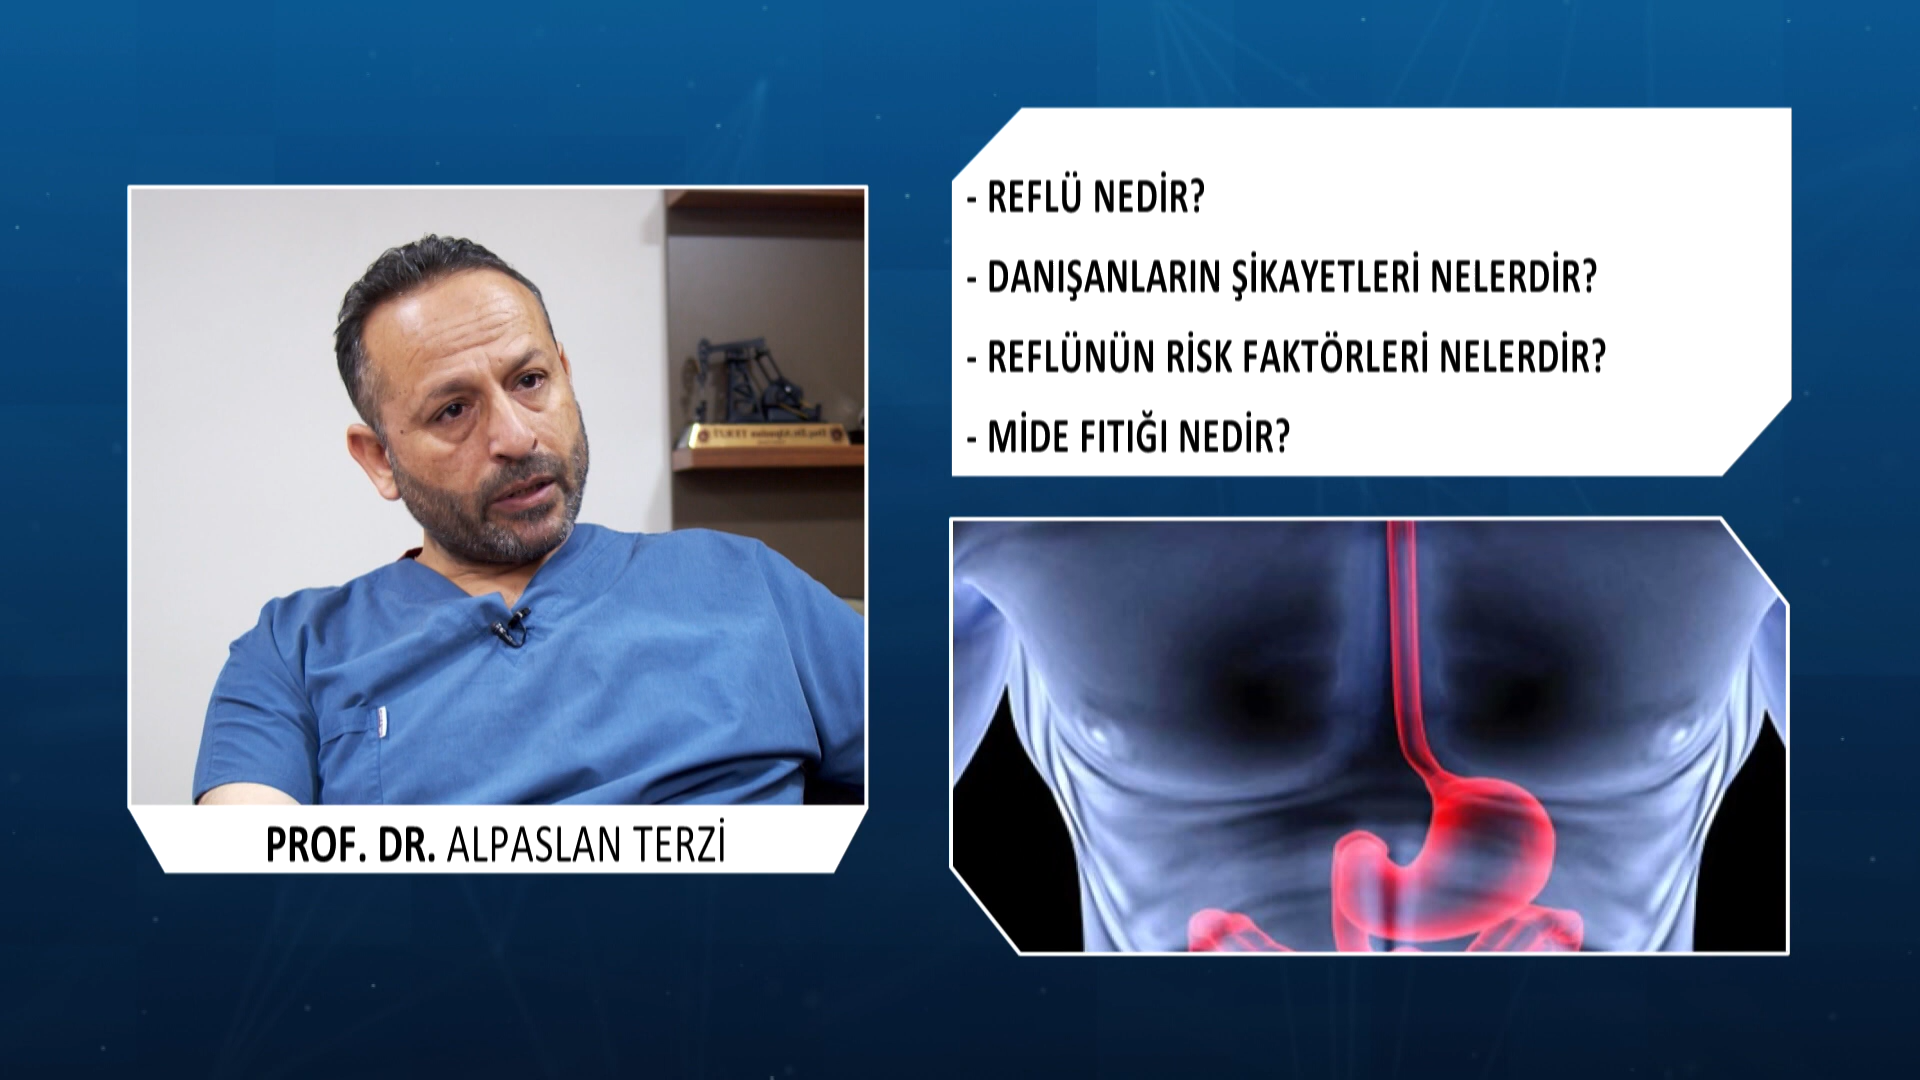 - REFLÜ NEDİR?
- DANIŞANLARIN ŞİKAYETLERİ NELERDİR?
- REFLÜNÜN RİSK FAKTÖRLERİ NELERDİR?
- MİDE FITIĞI NEDİR?
PROF. DR. ALPASLAN TERZİ